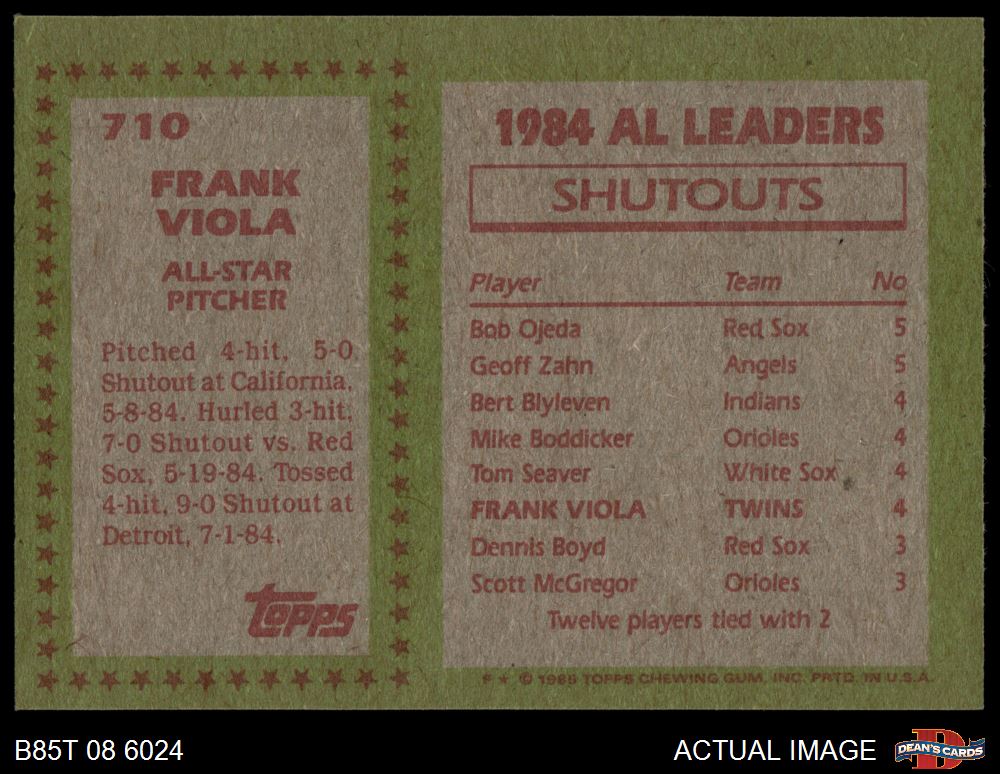 710
FRANK
VIOLA
ALL-STAR
PITCHER
Pitched 4-hit, 5-0
Shutout at California,
5-8-84. Hurled 3-hit,
7-0 Shutout vs. Red
Sox, 5-19-84. Tossed
4-hit, 9-0 Shutout at
Detroit, 7-1-84.
Topps
1984 AL LEADERS
SHUTOUTS
Player Team No
Bob Ojeda Red Sox 5
Geoff Zahn Angels 5
Bert Blyleven Indians 4
Mike Boddicker Orioles 4
Tom Seaver White Sox 4
FRANK VIOLA TWINS 4
Dennis Boyd Red Sox 3
Scott McGregor Orioles 3
Twelve players tied with 2
F ★ © 1985 TOPPS CHEWING GUM, INC. PRTD. IN U.S.A.
B85T 08 6024
ACTUAL IMAGE
D
DEAN'S CARDS